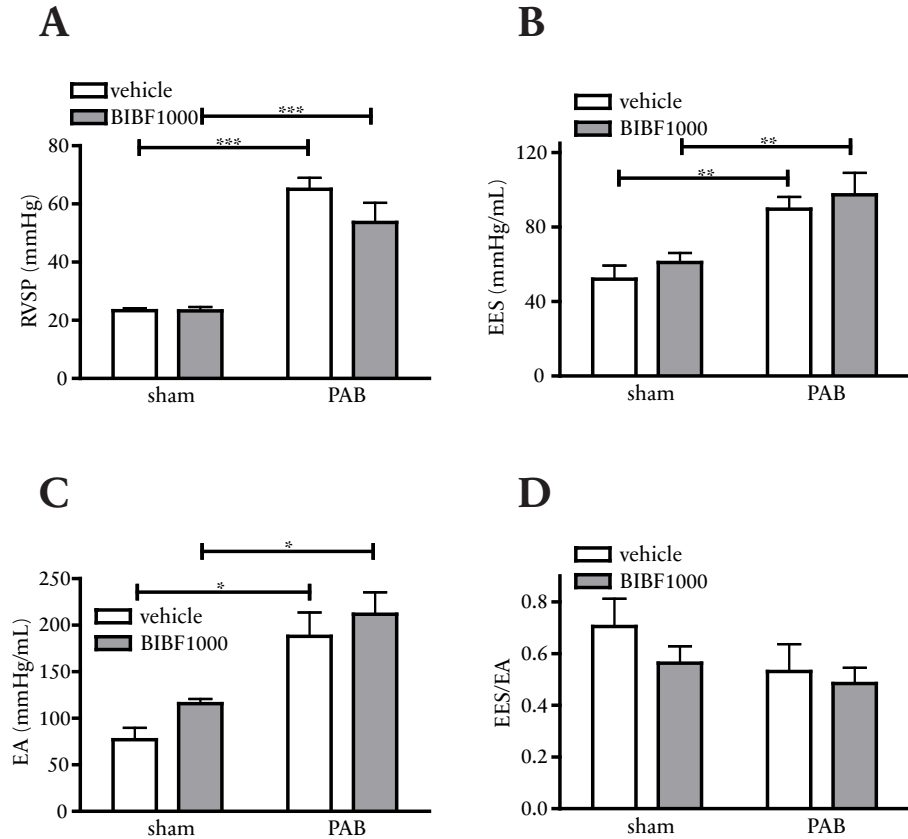 A
vehicle
BIBF1000
***
***
RVSP (mmHg)
80
60
40
20
0
sham PAB
B
vehicle
BIBF1000
**
**
EES (mmHg/mL)
120
80
40
0
sham PAB
C
*
*
vehicle
BIBF1000
EA (mmHg/mL)
250
200
150
100
50
0
sham PAB
D
vehicle
BIBF1000
EES/EA
0.8
0.6
0.4
0.2
0.0
sham PAB